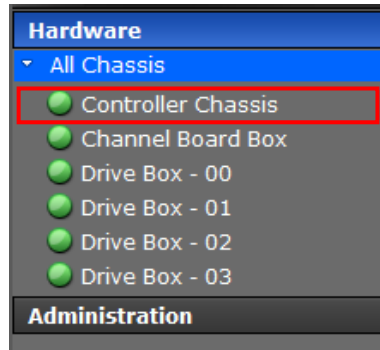 Hardware
All Chassis
Controller Chassis
Channel Board Box
Drive Box - 00
Drive Box - 01
Drive Box - 02
Drive Box - 03
Administration